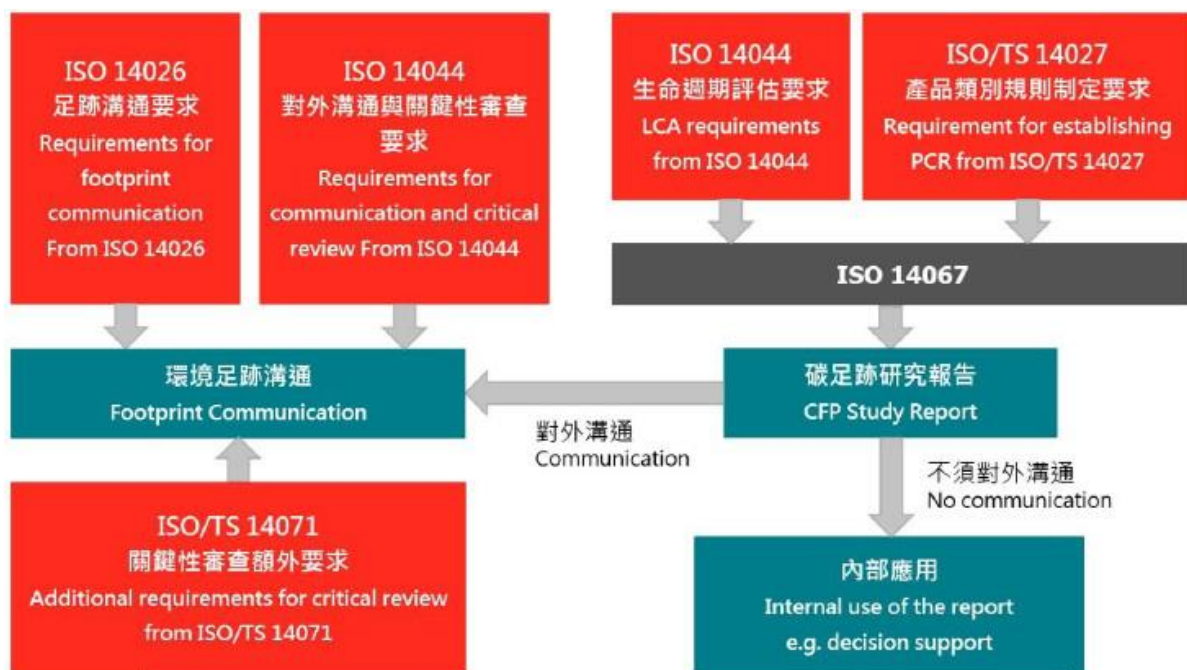 ISO 14026
足跡溝通要求
Requirements for
footprint
communication
From ISO 14026
ISO 14044
對外溝通與關鍵性審查
要求
Requirements for
communication and critical
review From ISO 14044
ISO 14044
生命週期評估要求
LCA requirements
from ISO 14044
ISO/TS 14027
產品類別規則制定要求
Requirement for establishing
PCR from ISO/TS 14027
ISO 14067
環境足跡溝通
Footprint Communication
對外溝通
Communication
碳足跡研究報告
CFP Study Report
不須對外溝通
No communication
ISO/TS 14071
關鍵性審查額外要求
Additional requirements for critical review
from ISO/TS 14071
內部應用
Internal use of the report
e.g. decision support